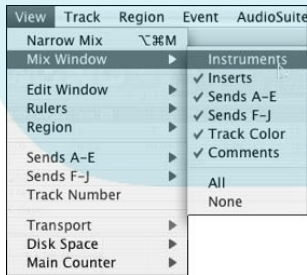 View Track Region Event AudioSuite
Narrow Mix ⌥⌘M
Mix Window
Edit Window
Rulers
Region
Sends A-E
Sends F-J
Track Number
Transport
Disk Space
Main Counter
Instruments
✓ Inserts
✓ Sends A-E
✓ Sends F-J
✓ Track Color
✓ Comments
All
None